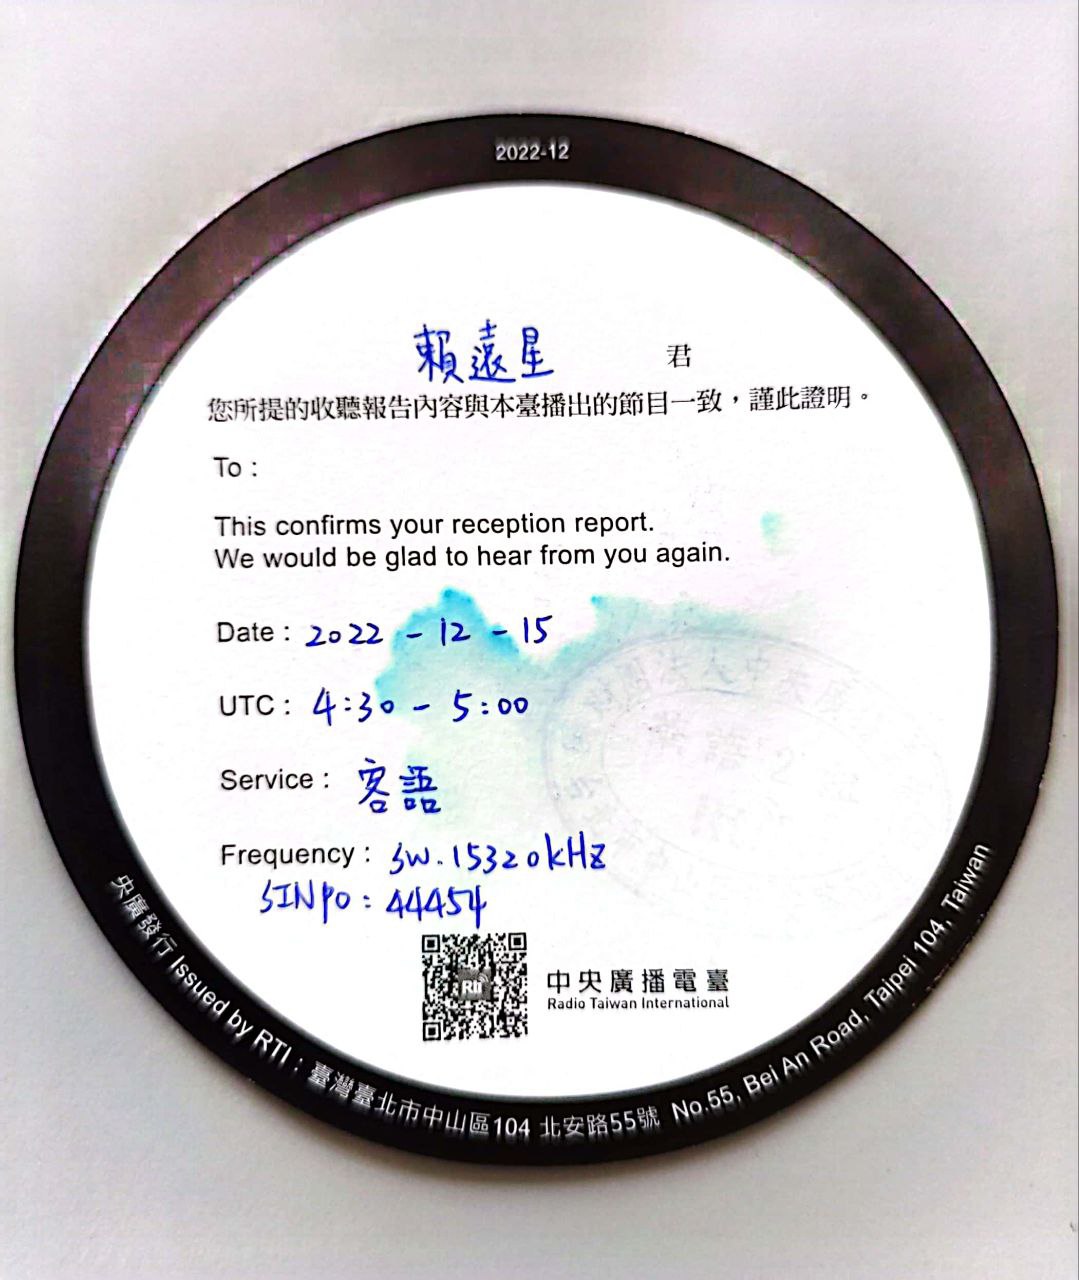 2022-12
賴遠星 君
您所提的收聽報告內容與本臺播出的節目一致，謹此證明。
To :
This confirms your reception report.
We would be glad to hear from you again.
Date : 2022 - 12 - 15
UTC : 4:30 - 5:00
Service : 客語
Frequency : SW. 15320kHz
SINPO : 44454
Rti
中央廣播電臺
Radio Taiwan International
央廣發行 Issued by RTI : 臺灣臺北市中山區104 北安路55號 No.55, Bei An Road, Taipei 104, Taiwan